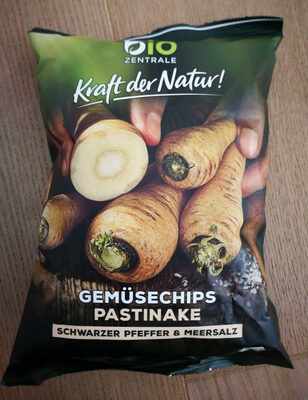 bio
ZENTRALE
Kraft der Natur!
GEMÜSECHIPS
PASTINAKE
SCHWARZER PFEFFER & MEERSALZ